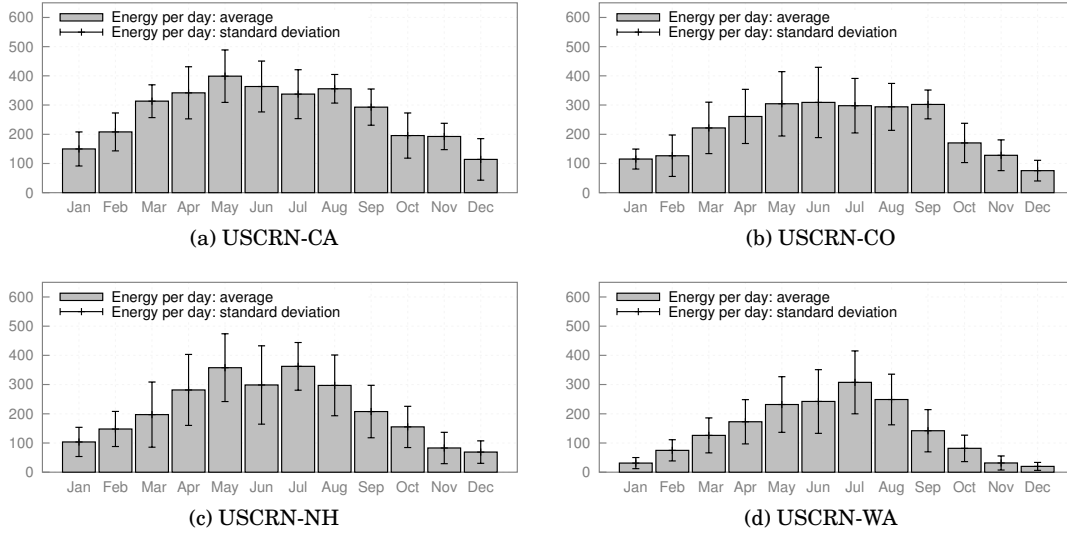 600
500
400
300
200
100
0
Energy per day: average
Energy per day: standard deviation
Jan Feb Mar Apr May Jun Jul Aug Sep Oct Nov Dec
(a) USCRN-CA
600
500
400
300
200
100
0
Energy per day: average
Energy per day: standard deviation
Jan Feb Mar Apr May Jun Jul Aug Sep Oct Nov Dec
(b) USCRN-CO
600
500
400
300
200
100
0
Energy per day: average
Energy per day: standard deviation
Jan Feb Mar Apr May Jun Jul Aug Sep Oct Nov Dec
(c) USCRN-NH
600
500
400
300
200
100
0
Energy per day: average
Energy per day: standard deviation
Jan Feb Mar Apr May Jun Jul Aug Sep Oct Nov Dec
(d) USCRN-WA